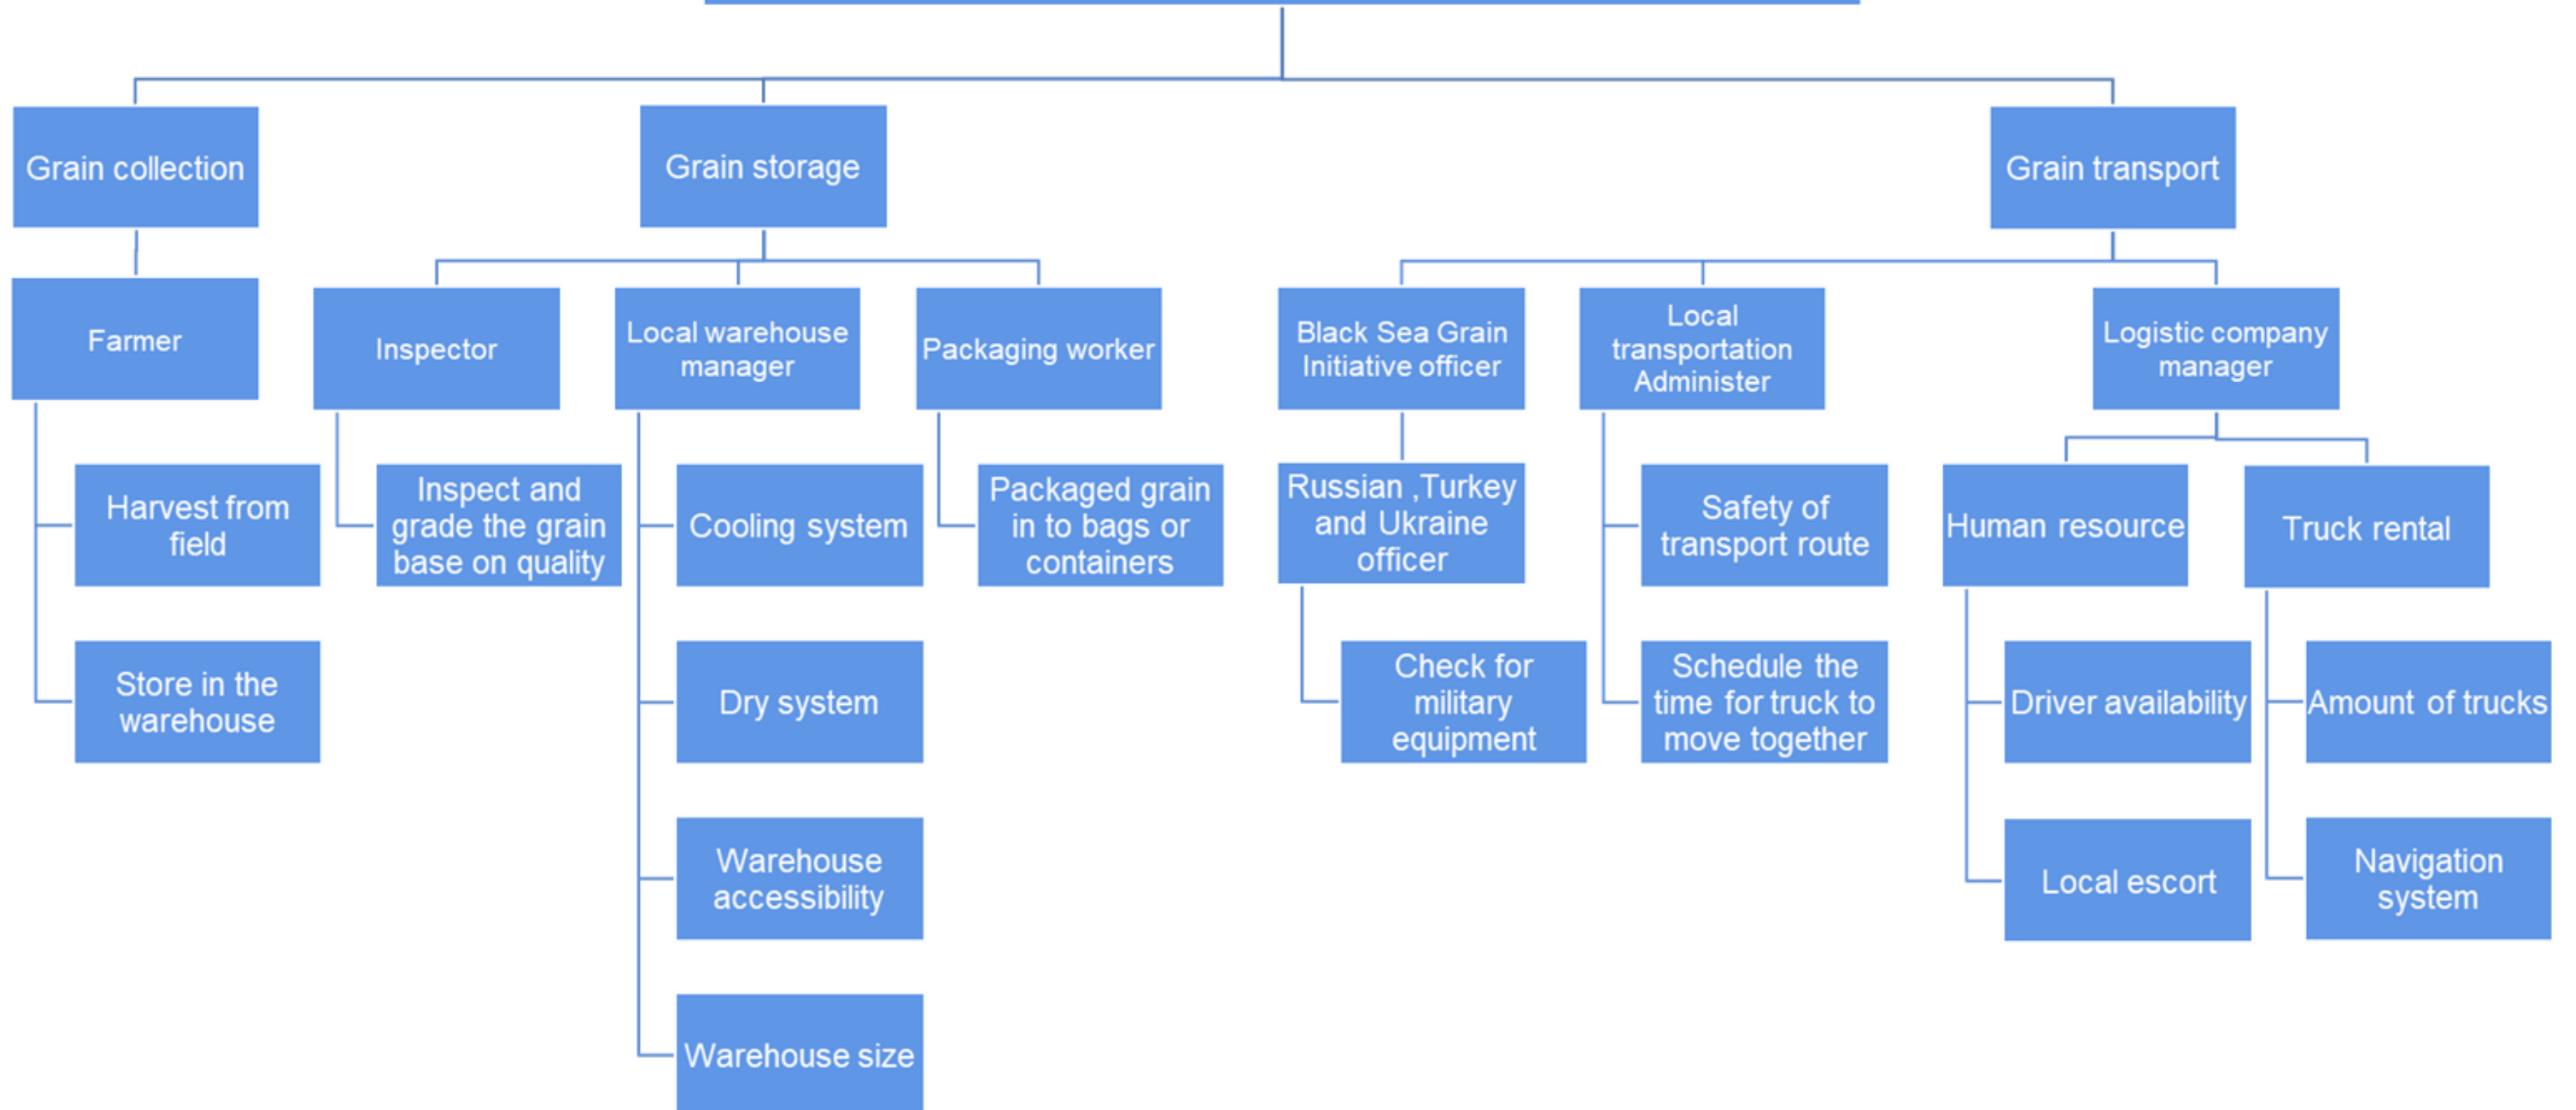 Grain collection
Grain storage
Grain transport
Farmer
Inspector
Local warehouse
manager
Packaging worker
Black Sea Grain
Initiative officer
Local
transportation
Administer
Logistic company
manager
Harvest from
field
Inspect and
grade the grain
base on quality
Cooling system
Packaged grain
in to bags or
containers
Russian ,Turkey
and Ukraine
officer
Safety of
transport route
Human resource
Truck rental
Store in the
warehouse
Dry system
Check for
military
equipment
Schedule the
time for truck to
move together
Driver availability
Amount of trucks
Warehouse
accessibility
Local escort
Navigation
system
Warehouse size